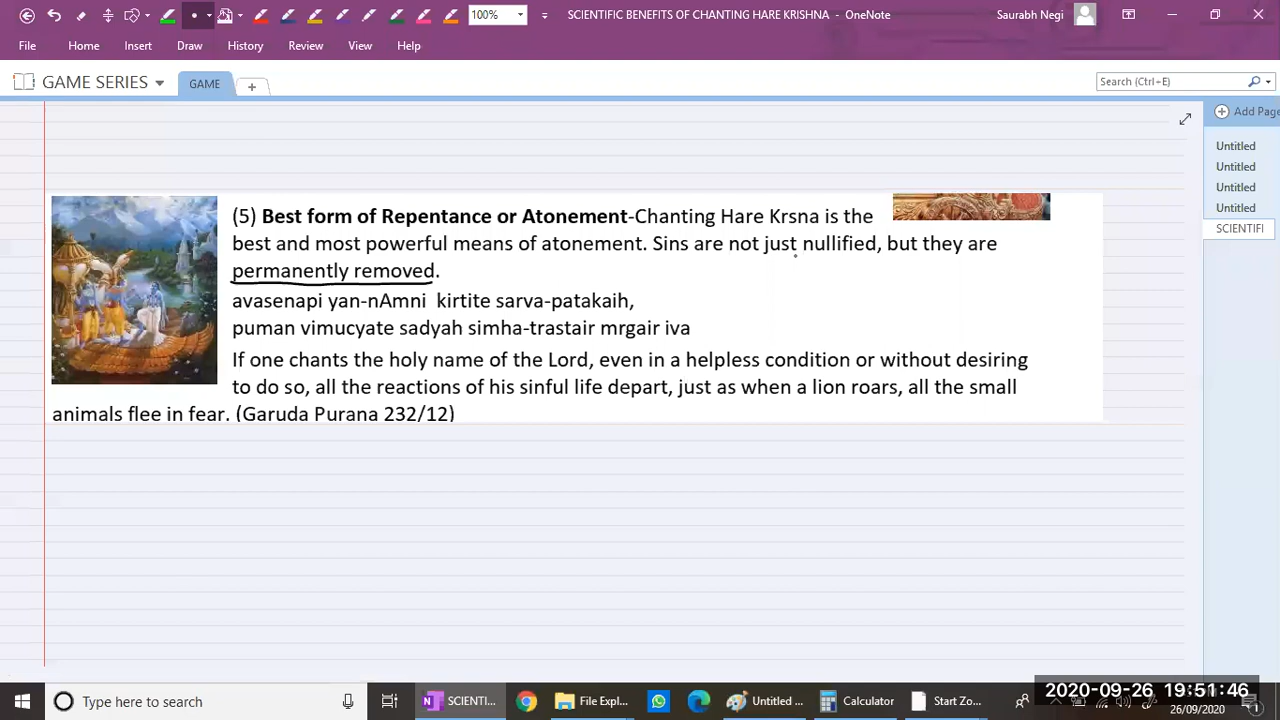 100%
SCIENTIFIC BENEFITS OF CHANTING HARE KRISHNA - OneNote
Saurabh Negi
File Home Insert Draw History Review View Help
GAME SERIES
GAME
+
Search (Ctrl+E)
Add Page
Untitled
Untitled
Untitled
Untitled
SCIENTIFI
(5) Best form of Repentance or Atonement-Chanting Hare Krsna is the
best and most powerful means of atonement. Sins are not just nullified, but they are
permanently removed.
avasenapi yan-nAmni kirtite sarva-patakaih,
puman vimucyate sadyah simha-trastair mrgair iva
If one chants the holy name of the Lord, even in a helpless condition or without desiring
to do so, all the reactions of his sinful life depart, just as when a lion roars, all the small
animals flee in fear. (Garuda Purana 232/12)
Type here to search
SCIENTI...
File Expl...
Untitled ...
Calculator
Start Zo...
2020-09-26 19:51:46
26/09/2020